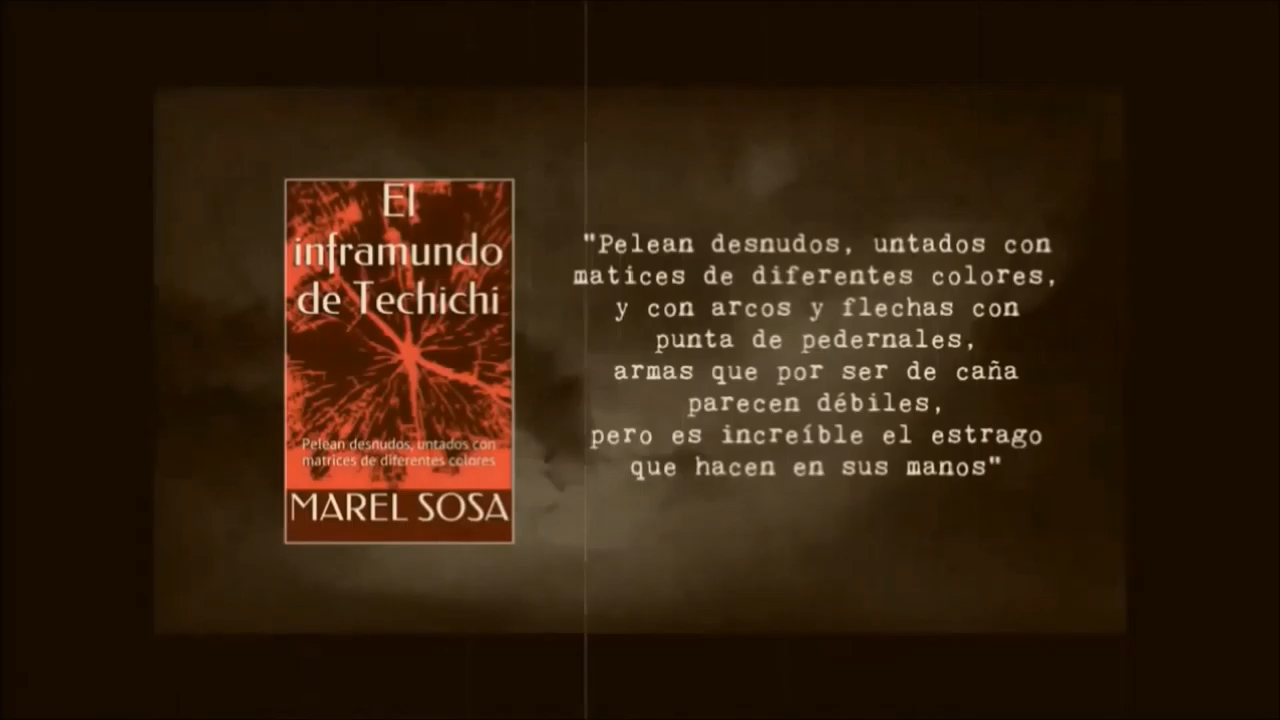 El
inframundo
de Techichi
Pelean desnudos, untados con
matrices de diferentes colores
MAREL SOSA
"Pelean desnudos, untados con
matices de diferentes colores,
y con arcos y flechas con
punta de pedernales,
armas que por ser de caña
parecen débiles,
pero es increíble el estrago
que hacen en sus manos"